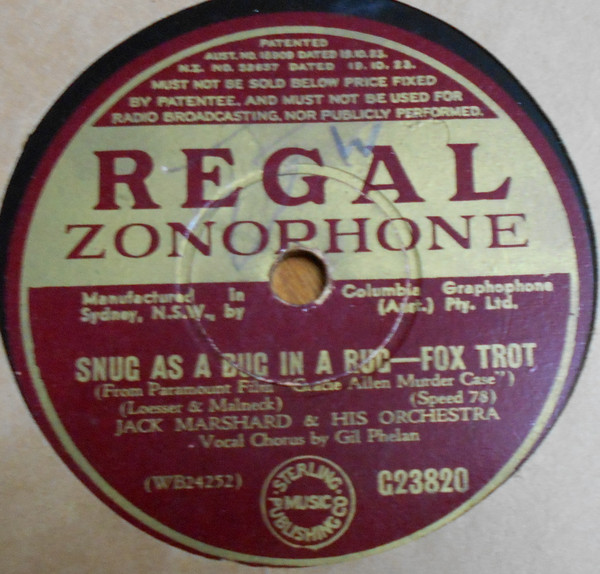 PATENTED
AUST. NO. 18909 DATED 19.10.23.
N.Z. NO. 52637 DATED 19.10.23.
MUST NOT BE SOLD BELOW PRICE FIXED
BY PATENTEE, AND MUST NOT BE USED FOR
RADIO BROADCASTING, NOR PUBLICLY PERFORMED.
REGAL
ZONOPHONE
Manufactured in Columbia Graphophone
Sydney, N.S.W., by (Aust.) Pty. Ltd.
SNUG AS A BUG IN A RUG—FOX TROT
(From Paramount Film "Gracie Allen Murder Case")
(Loesser & Malneck) (Speed 78)
JACK MARSHARD & HIS ORCHESTRA
Vocal Chorus by Gil Phelan
(WB24252)
STERLING
MUSIC
PUBLISHING CO
G23820